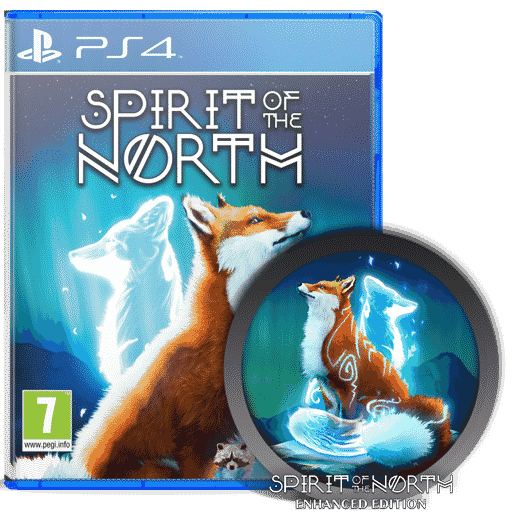 PS4
SPIRIT OF
THE
NORTH
7
www.pegi.info
SPIRIT OF THE NORTH
ENHANCED EDITION